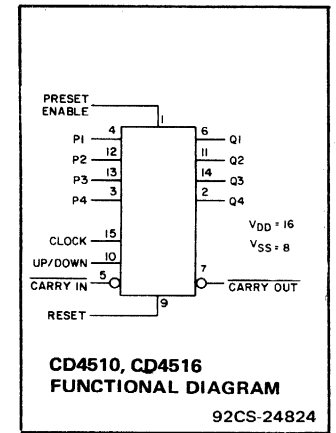 PRESET
ENABLE
1
P1 4
6 Q1
P2 12
11 Q2
P3 13
14 Q3
P4 3
2 Q4
VDD = 16
VSS = 8
CLOCK 15
UP/DOWN 10
CARRY IN 5
7 CARRY OUT
9
RESET
CD4510, CD4516
FUNCTIONAL DIAGRAM
92CS-24824